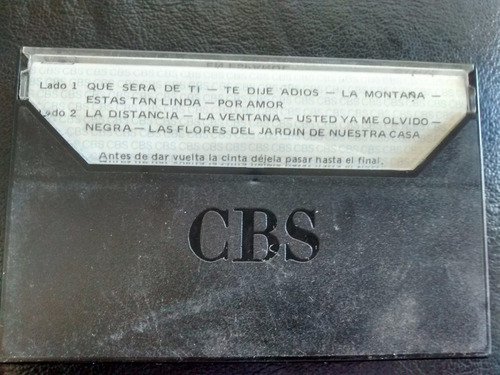 Lado 1 QUE SERA DE TI — TE DIJE ADIOS — LA MONTAÑA —
ESTAS TAN LINDA — POR AMOR
Lado 2 LA DISTANCIA — LA VENTANA — USTED YA ME OLVIDO —
NEGRA — LAS FLORES DEL JARDIN DE NUESTRA CASA
Antes de dar vuelta la cinta déjela pasar hasta el final.
CBS